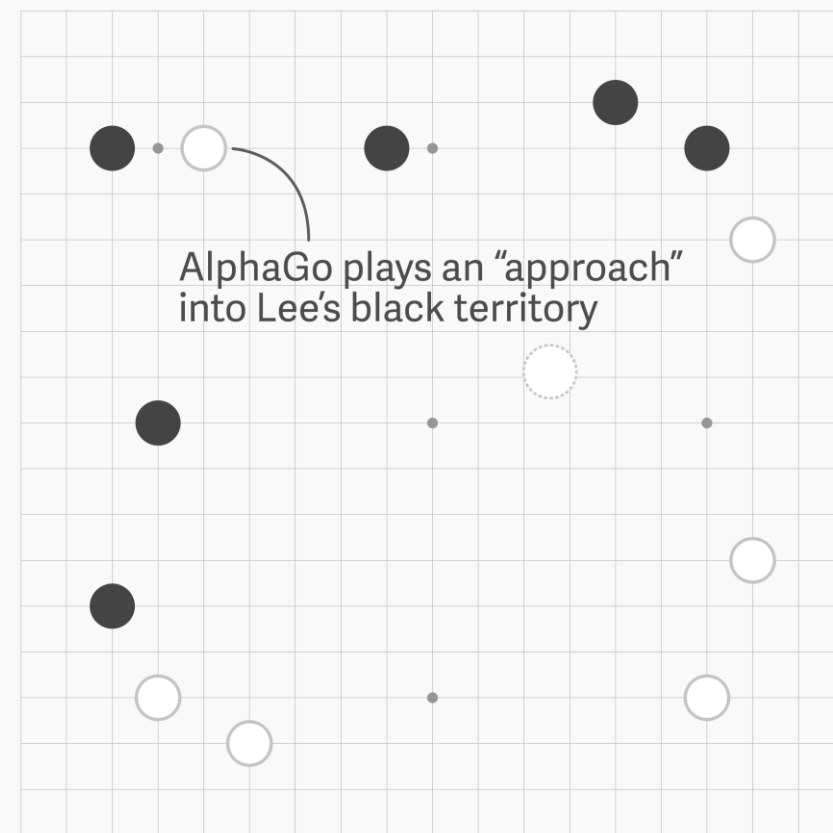 AlphaGo plays an “approach”
into Lee’s black territory